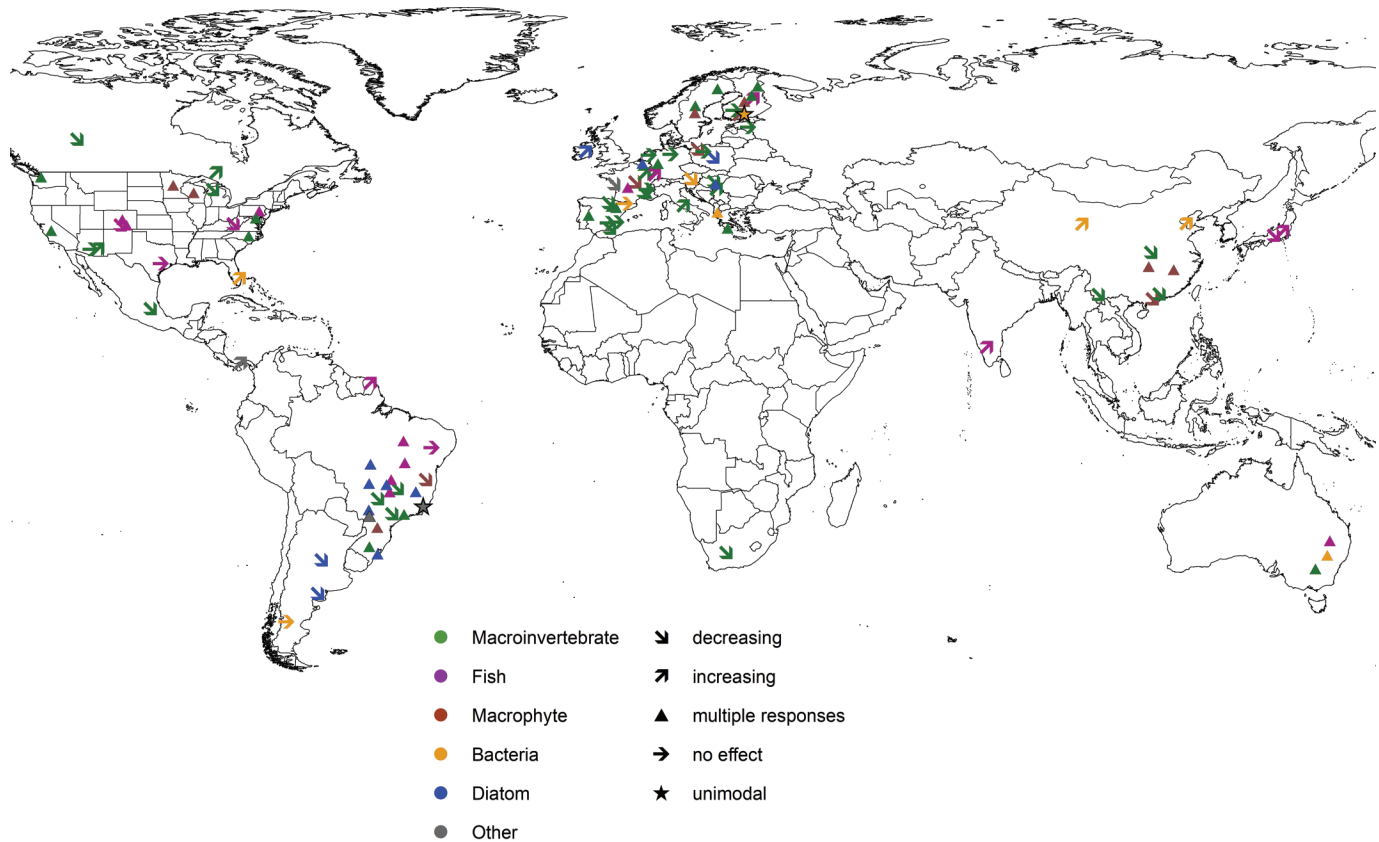 Macroinvertebrate decreasing
Fish increasing
Macrophyte multiple responses
Bacteria no effect
Diatom unimodal
Other